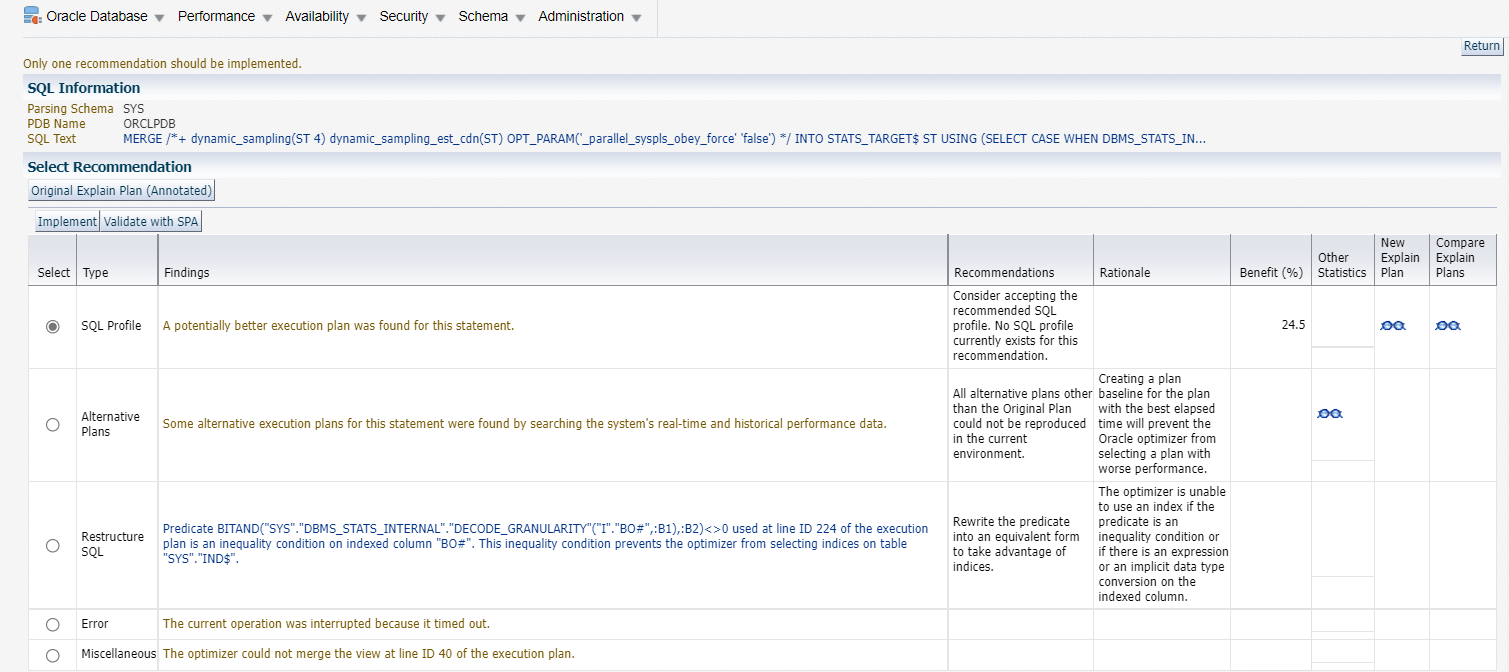 Oracle Database Performance Availability Security Schema Administration
Return
Only one recommendation should be implemented.
SQL Information
Parsing Schema SYS
PDB Name ORCLPDB
SQL Text MERGE /*+ dynamic_sampling(ST 4) dynamic_sampling_est_cdn(ST) OPT_PARAM('_parallel_syspls_obey_force' 'false') */ INTO STATS_TARGET$ ST USING (SELECT CASE WHEN DBMS_STATS_IN...
Select Recommendation
Original Explain Plan (Annotated)
Implement Validate with SPA
Select Type Findings Recommendations Rationale Benefit (%)
Other
Statistics
New
Explain
Plan
Compare
Explain
Plans
SQL Profile
A potentially better execution plan was found for this statement.
Consider accepting the
recommended SQL
profile. No SQL profile
currently exists for this
recommendation.
24.5
Alternative
Plans
Some alternative execution plans for this statement were found by searching the system's real-time and historical performance data.
All alternative plans other
than the Original Plan
could not be reproduced
in the current
environment.
Creating a plan
baseline for the plan
with the best elapsed
time will prevent the
Oracle optimizer from
selecting a plan with
worse performance.
Restructure
SQL
Predicate BITAND("SYS"."DBMS_STATS_INTERNAL"."DECODE_GRANULARITY"("I"."BO#",:B1),:B2)<>0 used at line ID 224 of the execution
plan is an inequality condition on indexed column "BO#". This inequality condition prevents the optimizer from selecting indices on table
"SYS"."IND$".
Rewrite the predicate
into an equivalent form
to take advantage of
indices.
The optimizer is unable
to use an index if the
predicate is an
inequality condition or
if there is an expression
or an implicit data type
conversion on the
indexed column.
Error
The current operation was interrupted because it timed out.
Miscellaneous
The optimizer could not merge the view at line ID 40 of the execution plan.